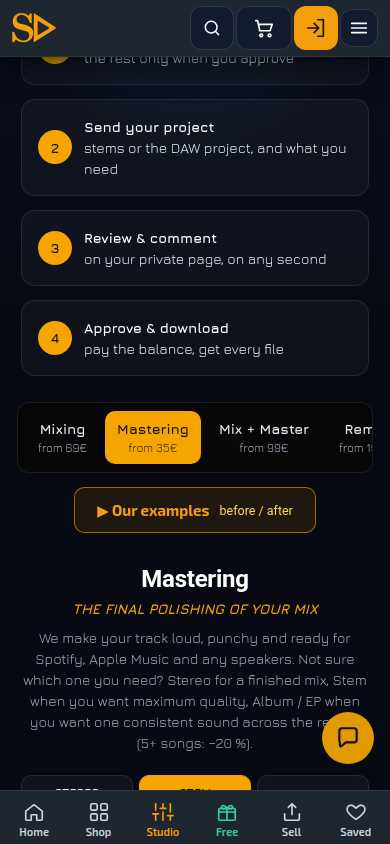 SD
the rest only when you approve
2
Send your project
stems or the DAW project, and what you
need
3
Review & comment
on your private page, on any second
4
Approve & download
pay the balance, get every file
Mixing
from 69€
Mastering
from 35€
Mix + Master
from 99€
▶ Our examples before / after
Mastering
THE FINAL POLISHING OF YOUR MIX
We make your track loud, punchy and ready for
Spotify, Apple Music and any speakers. Not sure
which one you need? Stereo for a finished mix, Stem
when you want maximum quality, Album / EP when
you want one consistent sound across the
(5+ songs: −20 %).
Home
Shop
Studio
Free
Sell
Saved